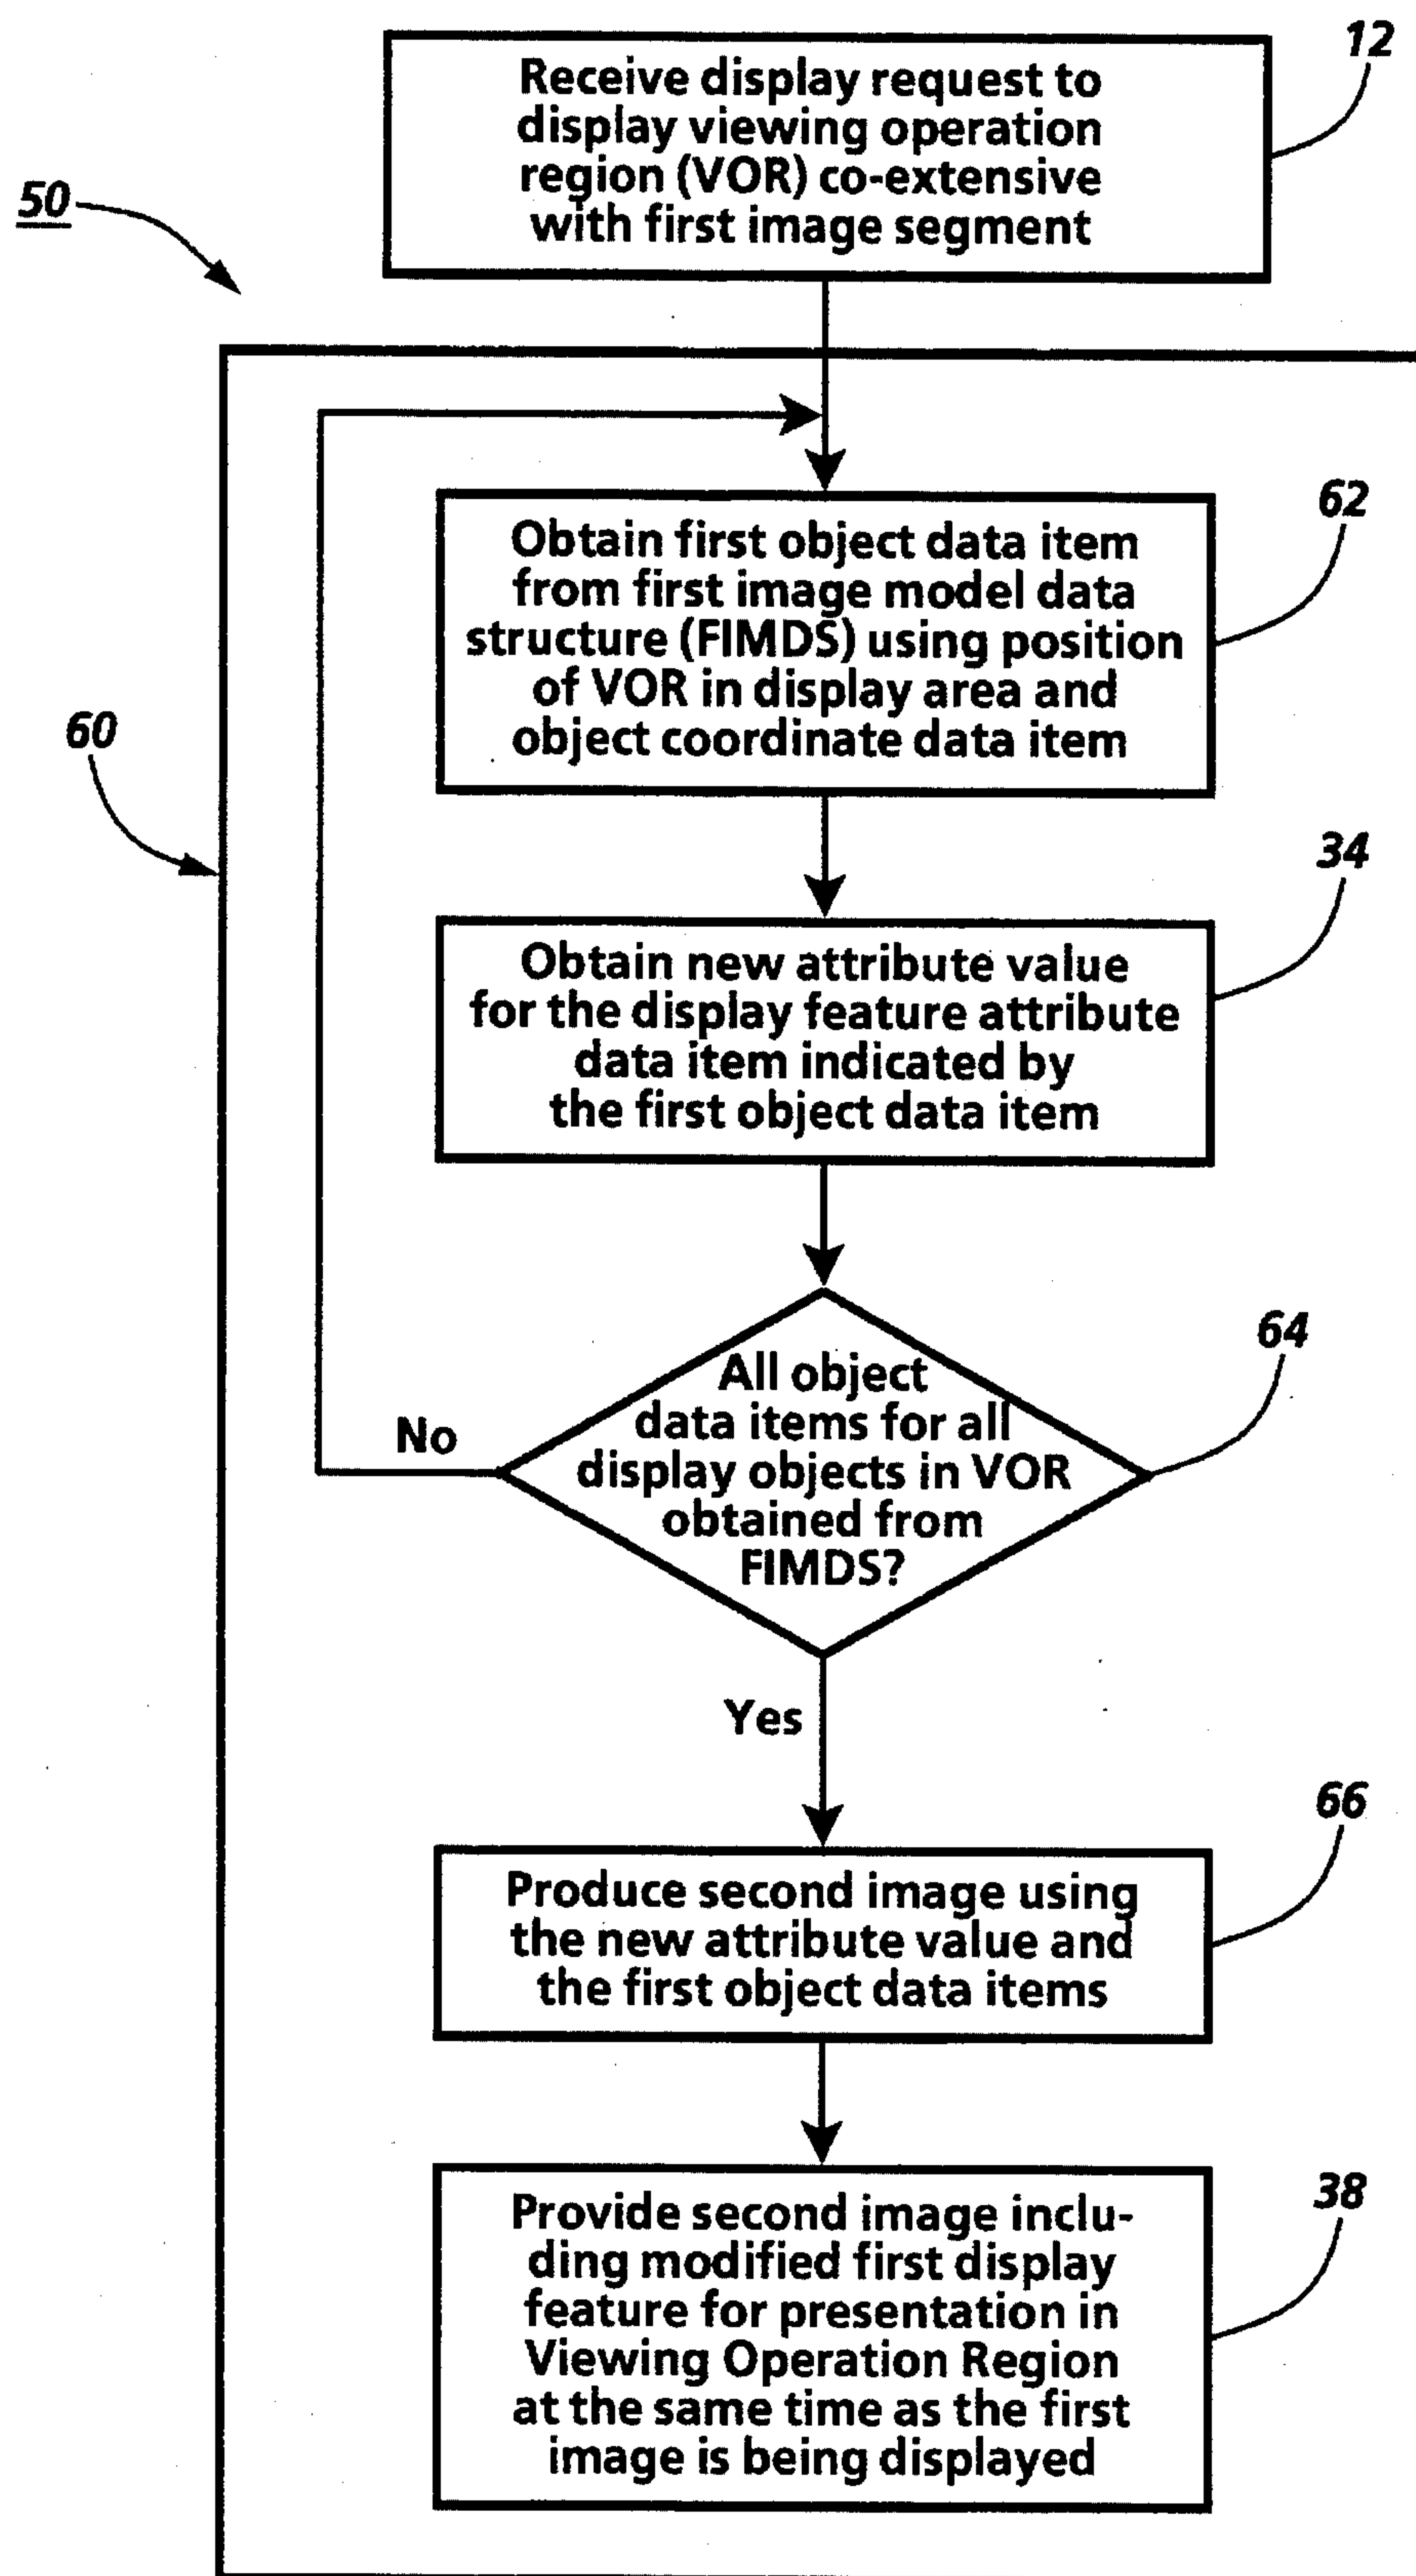 12
Receive display request to
display viewing operation
region (VOR) co-extensive
with first image segment
50
62
Obtain first object data item
from first image model data
structure (FIMDS) using position
of VOR in display area and
object coordinate data item
60
34
Obtain new attribute value
for the display feature attribute
data item indicated by
the first object data item
64
All object
data items for all
display objects in VOR
obtained from
FIMDS?
No
Yes
66
Produce second image using
the new attribute value and
the first object data items
38
Provide second image inclu-
ding modified first display
feature for presentation in
Viewing Operation Region
at the same time as the first
image is being displayed